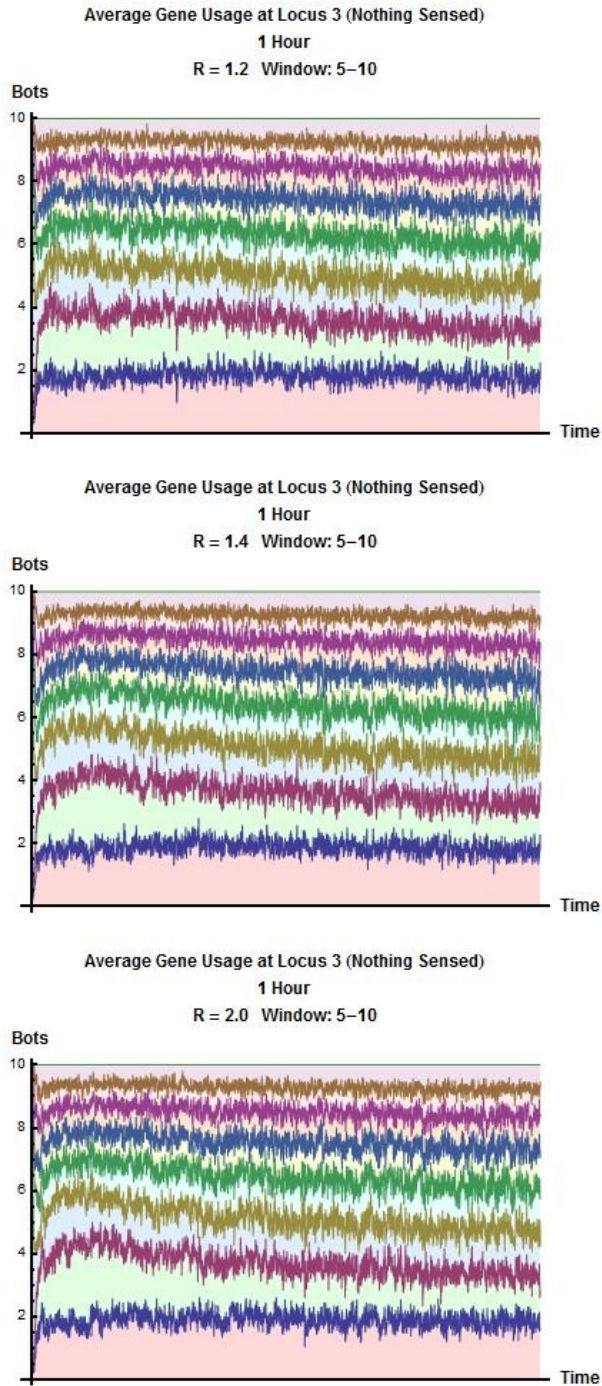 Average Gene Usage at Locus 3 (Nothing Sensed)
1 Hour
R = 1.2 Window: 5–10
Bots
10
8
6
4
2
Time
Average Gene Usage at Locus 3 (Nothing Sensed)
1 Hour
R = 1.4 Window: 5–10
Bots
10
8
6
4
2
Time
Average Gene Usage at Locus 3 (Nothing Sensed)
1 Hour
R = 2.0 Window: 5–10
Bots
10
8
6
4
2
Time